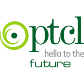 ptcl
hello to the
future